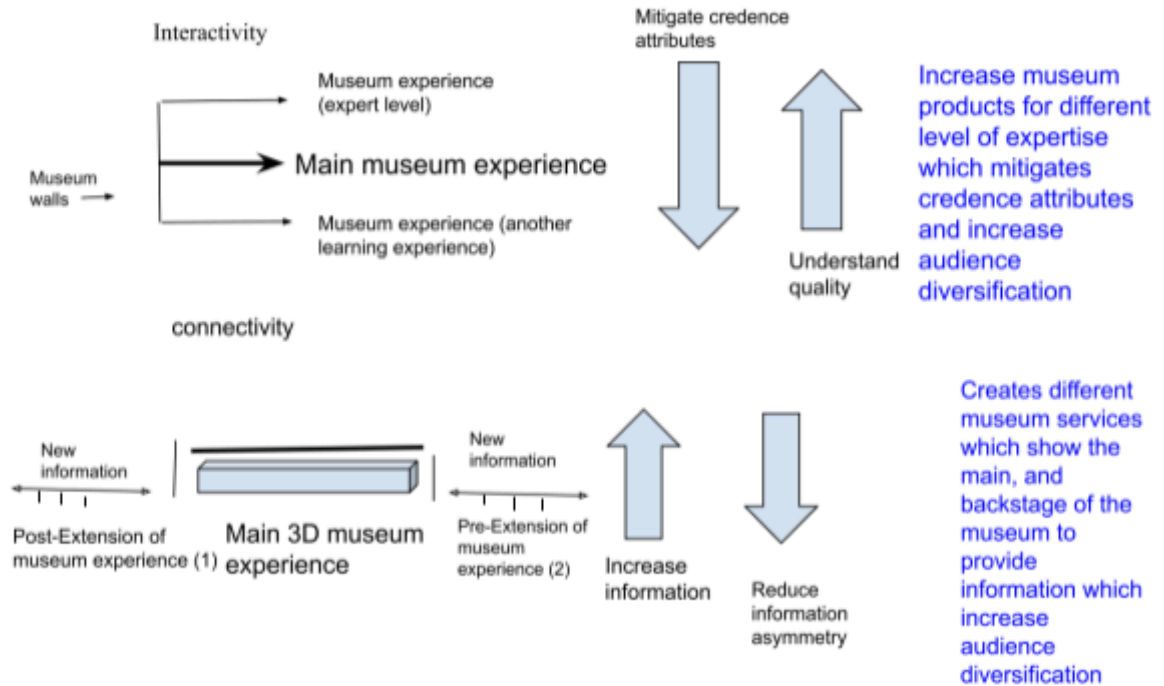 Interactivity
Museum experience
(expert level)
Main museum experience
Museum
walls
Museum experience (another
learning experience)
Mitigate credence
attributes
Understand
quality
Increase museum
products for different
level of expertise
which mitigates
credence attributes
and increase
audience
diversification
connectivity
New
information
Post-Extension of
museum experience (1)
Main 3D museum
experience
New
information
Pre-Extension of
museum
experience (2)
Increase
information
Reduce
information
asymmetry
Creates different
museum services
which show the
main, and
backstage of the
museum to
provide
information which
increase
audience
diversification